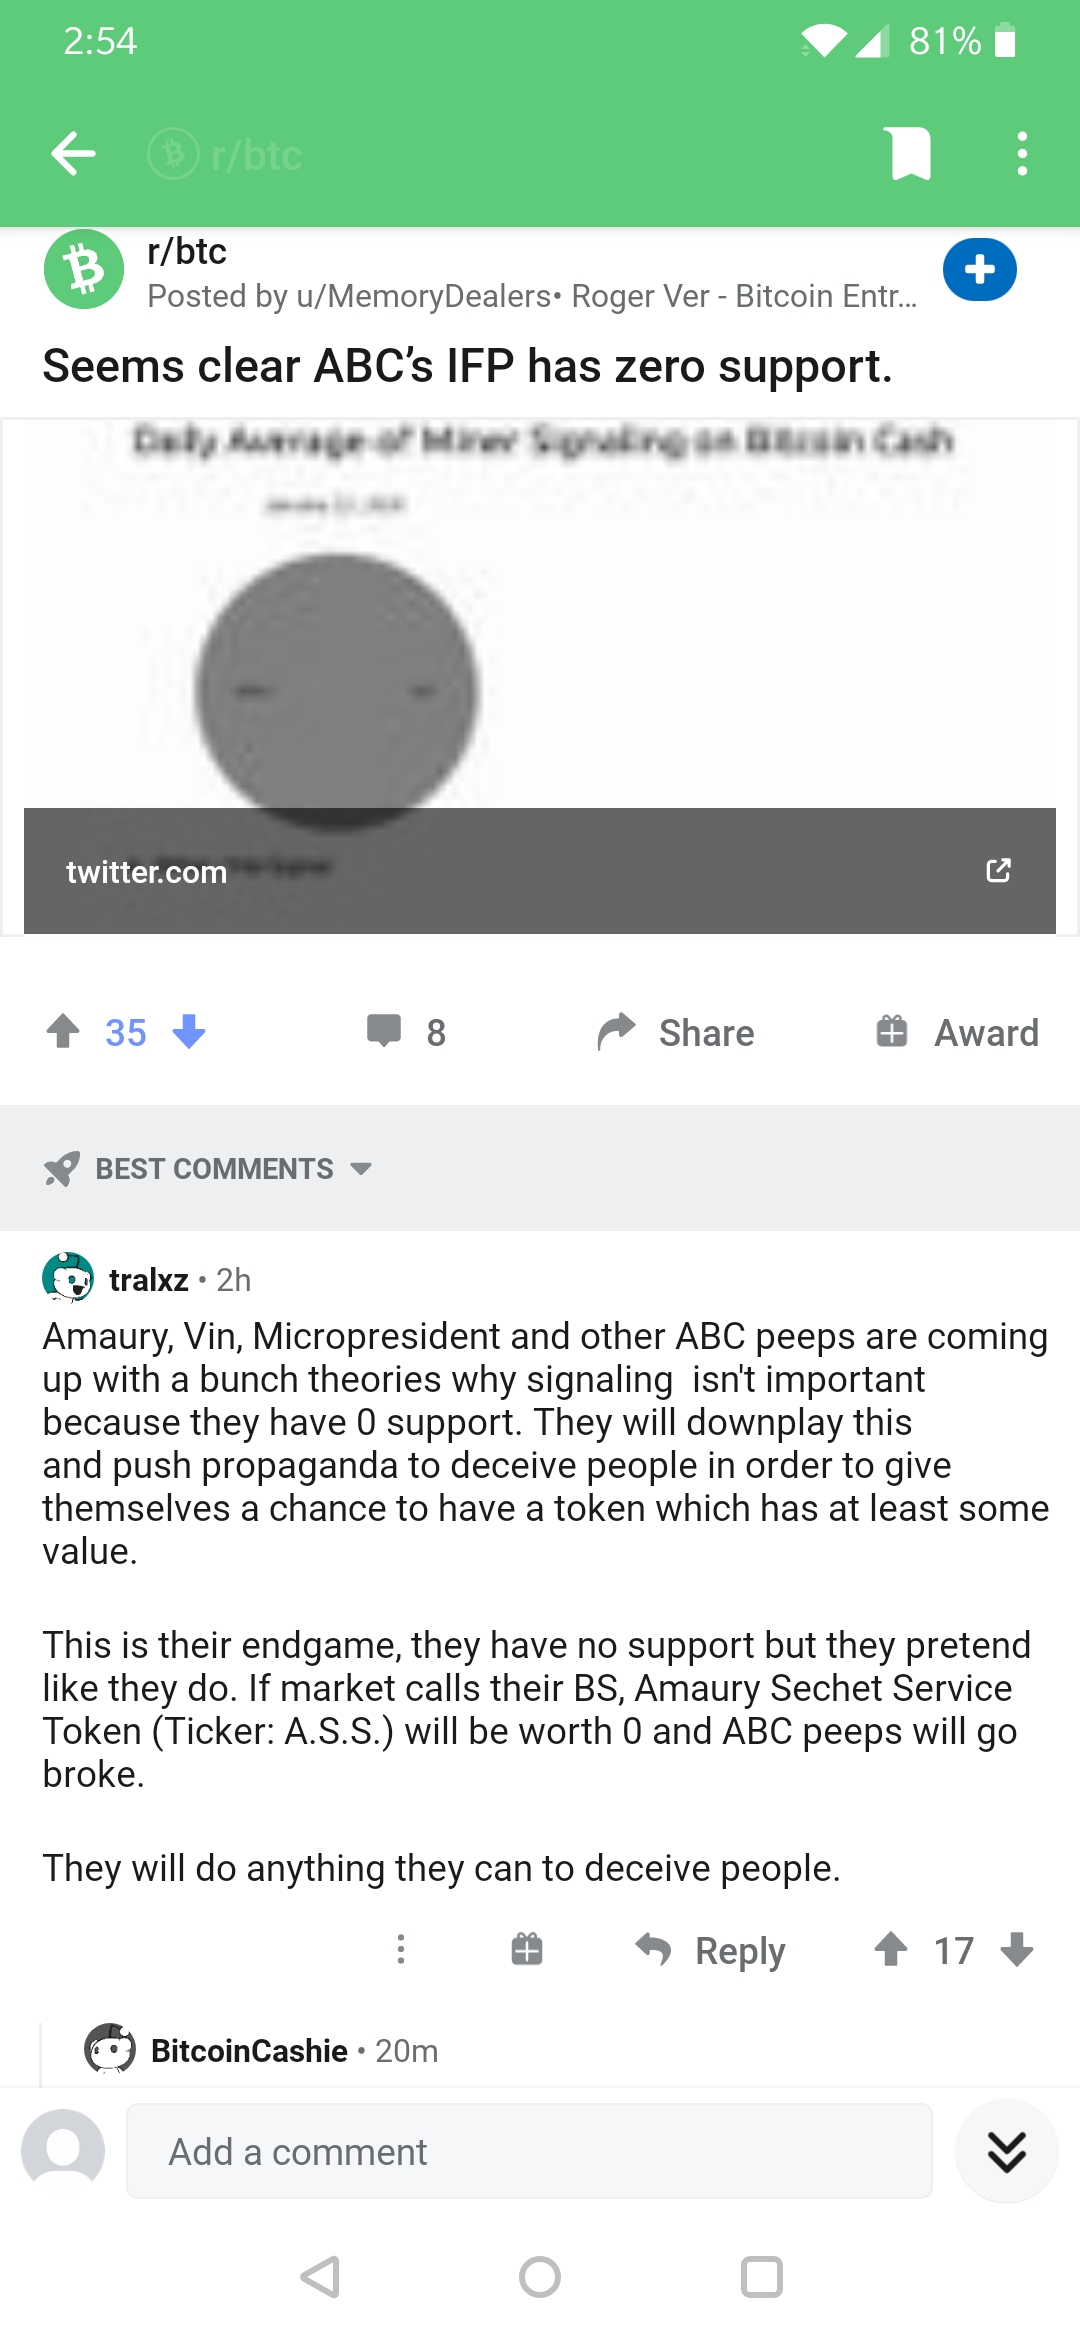 2:54
81%
r/btc
r/btc
Posted by u/MemoryDealers• Roger Ver - Bitcoin Entr...
Seems clear ABC’s IFP has zero support.
Daily Average of Miner Signaling on Bitcoin Cash
twitter.com
35
8
Share
Award
BEST COMMENTS
tralxz • 2h
Amaury, Vin, Micropresident and other ABC peeps are coming
up with a bunch theories why signaling  isn't important
because they have 0 support. They will downplay this
and push propaganda to deceive people in order to give
themselves a chance to have a token which has at least some
value.
This is their endgame, they have no support but they pretend
like they do. If market calls their BS, Amaury Sechet Service
Token (Ticker: A.S.S.) will be worth 0 and ABC peeps will go
broke.
They will do anything they can to deceive people.
Reply
17
BitcoinCashie • 20m
Add a comment